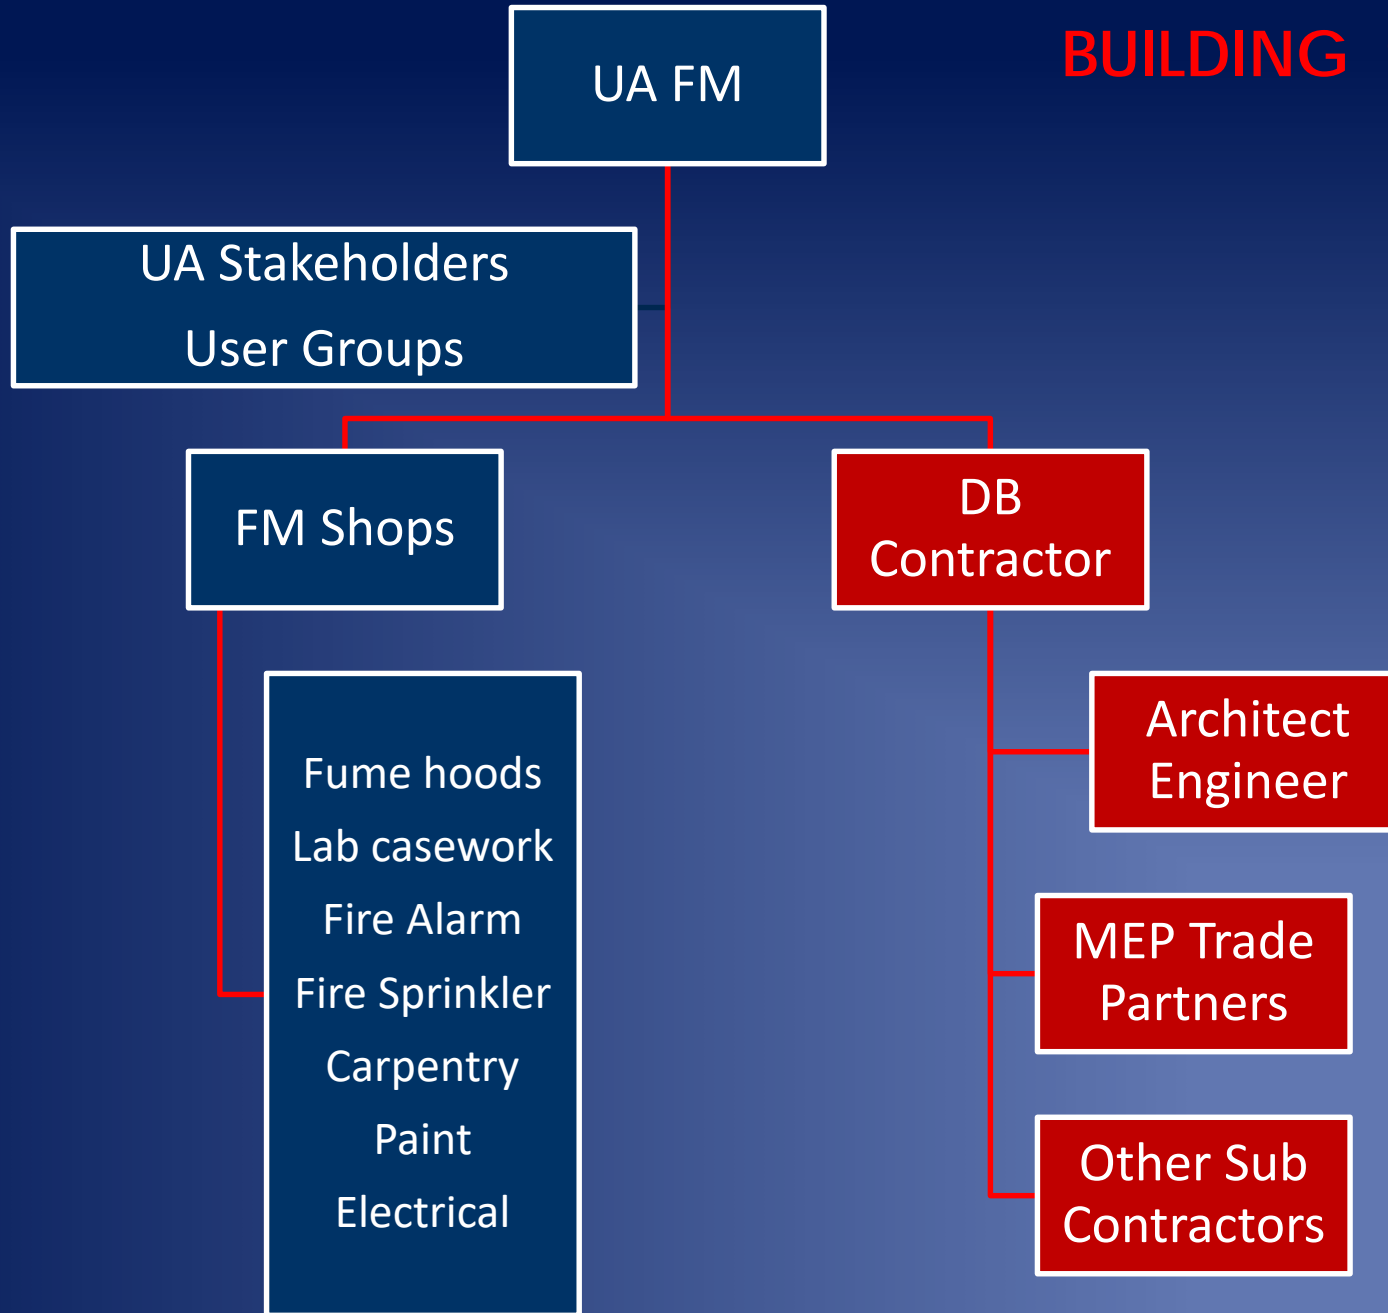 UA FM
BUILDING
UA Stakeholders
User Groups
FM Shops
DB
Contractor
Fume hoods
Lab casework
Fire Alarm
Fire Sprinkler
Carpentry
Paint
Electrical
Architect
Engineer
MEP Trade
Partners
Other Sub
Contractors